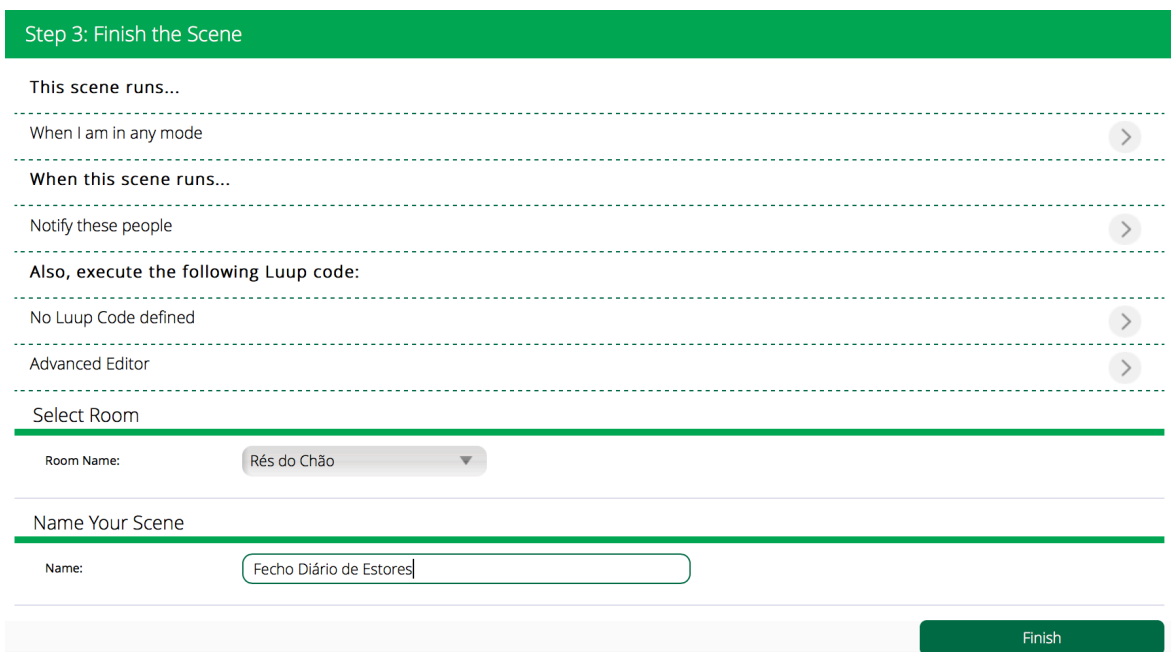 Step 3: Finish the Scene
This scene runs...
When I am in any mode
When this scene runs...
Notify these people
Also, execute the following Luup code:
No Luup Code defined
Advanced Editor
Select Room
Room Name: Rés do Chão
Name Your Scene
Name: Fecho Diário de Estores
Finish